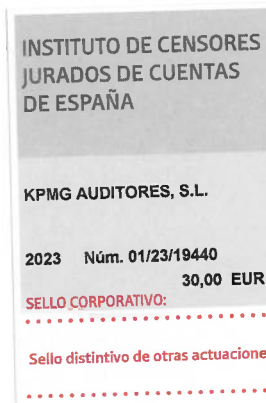 INSTITUTO DE CENSORES
JURADOS DE CUENTAS
DE ESPAÑA
KPMG AUDITORES, S.L.
2023 Núm. 01/23/19440
30,00 EUR
SELLO CORPORATIVO:
Sello distintivo de otras actuacione